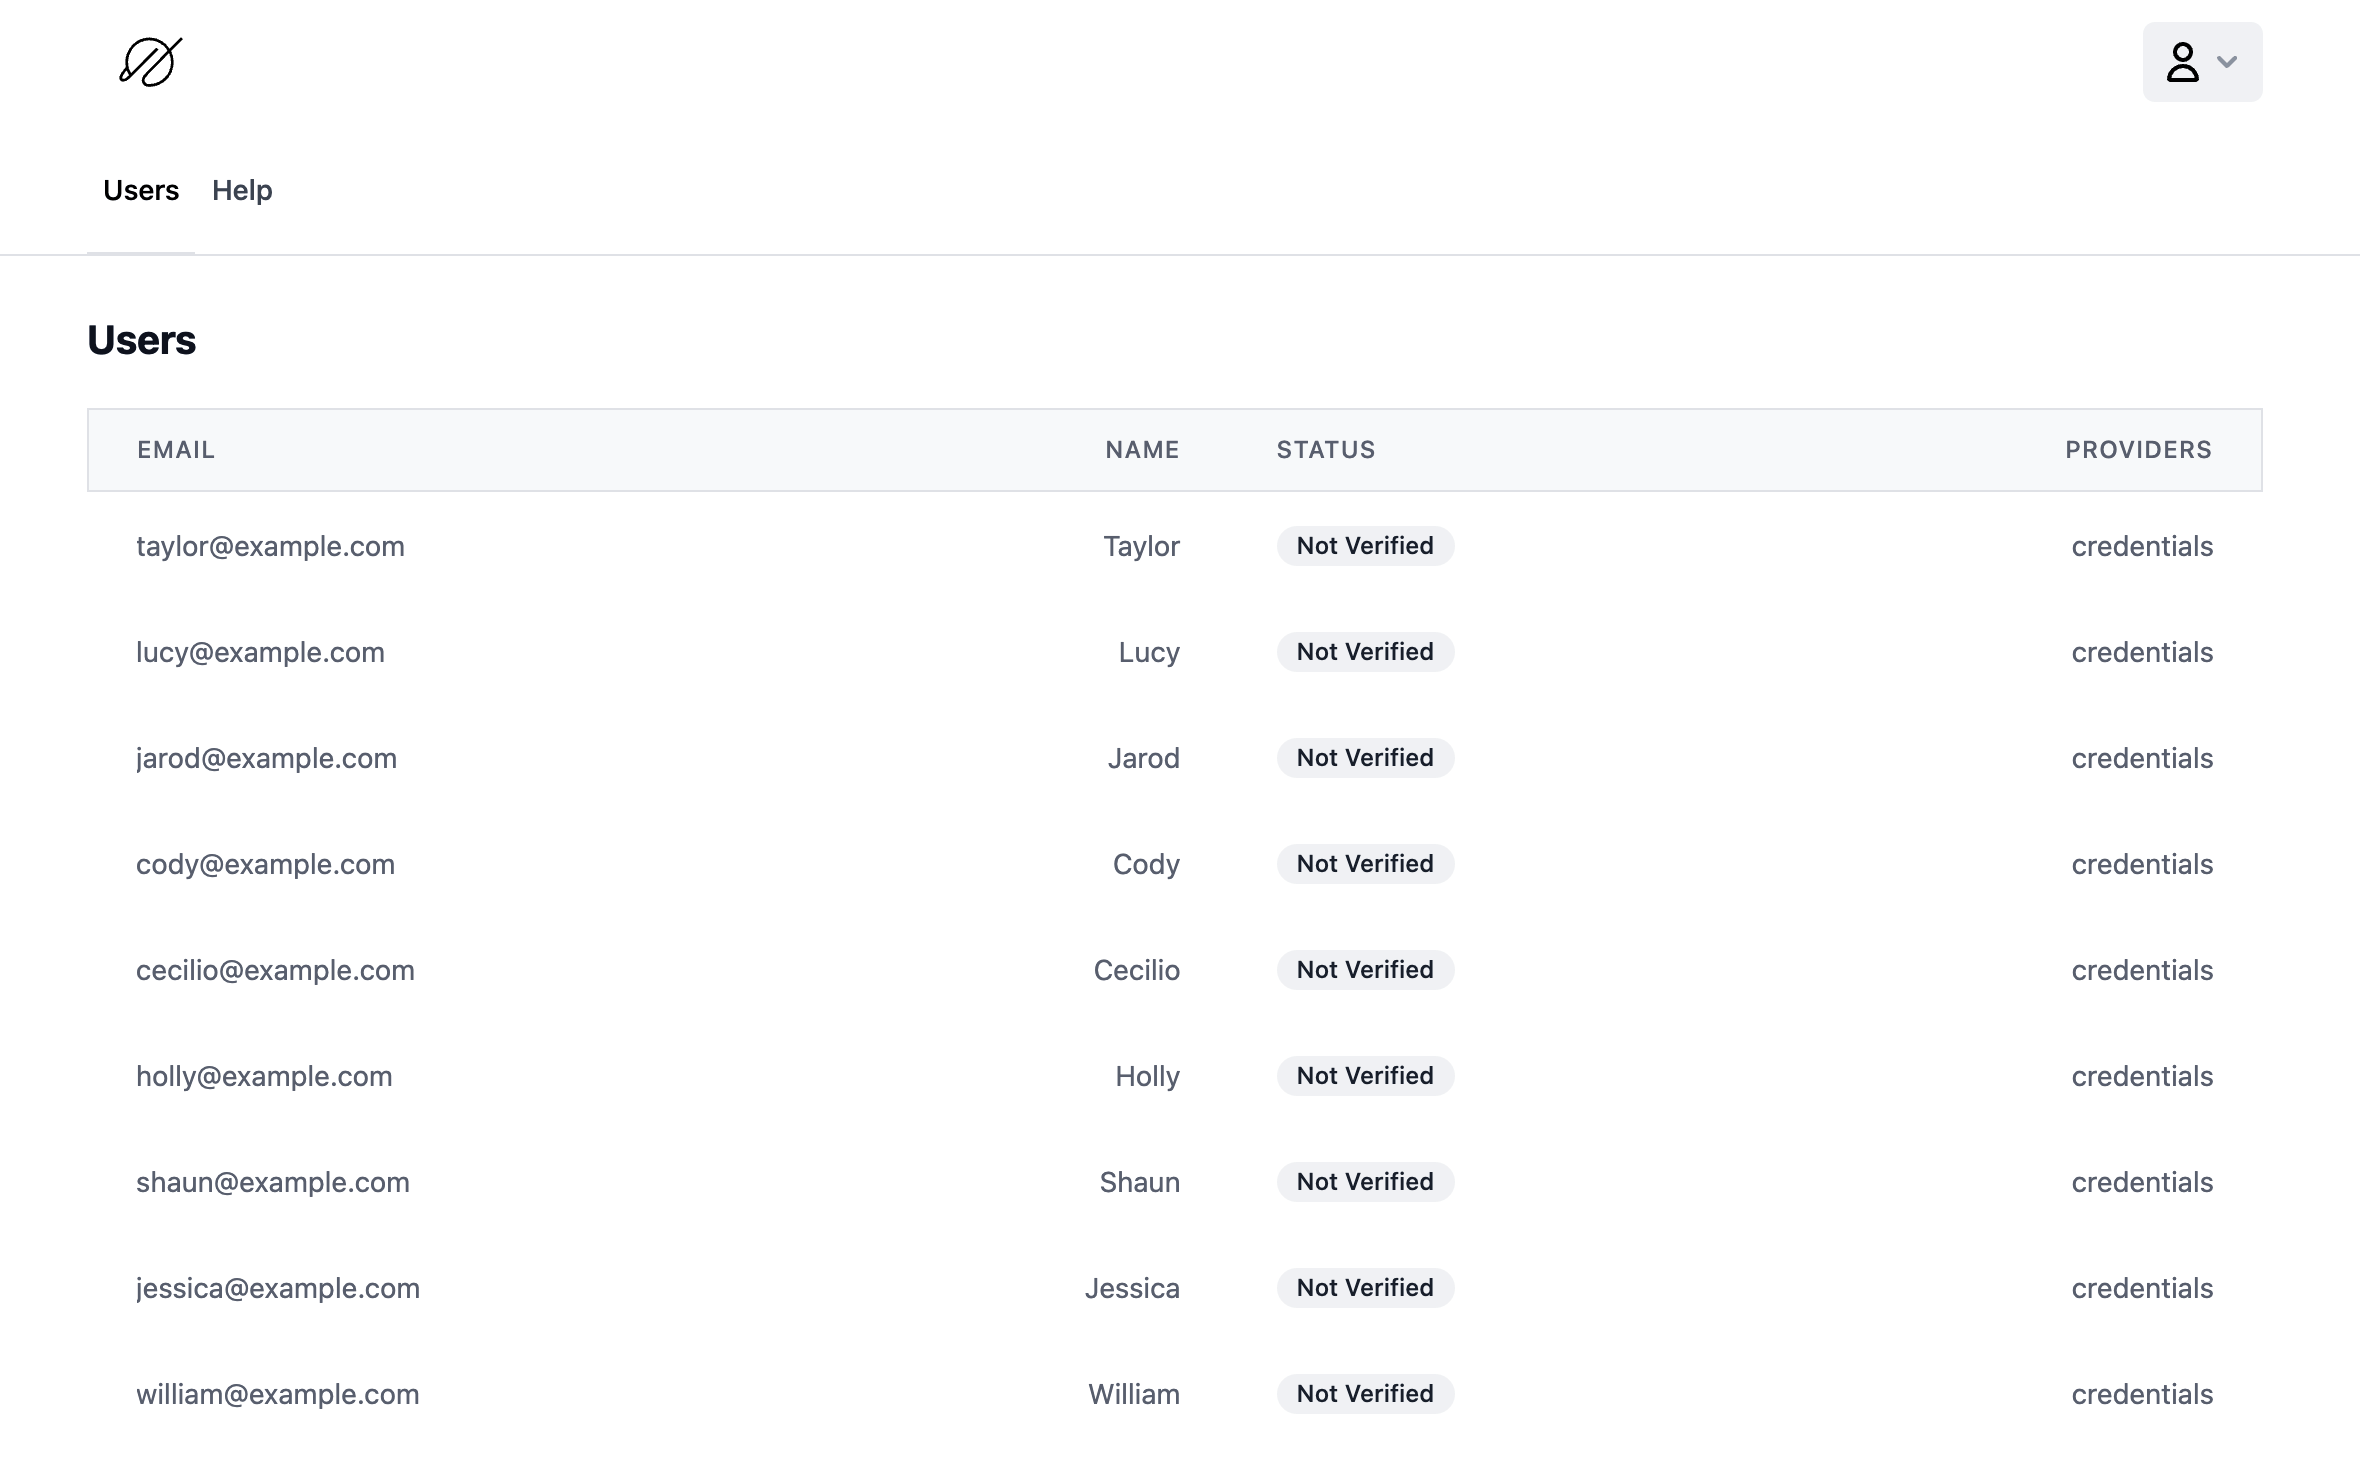 Users Help
Users
EMAIL NAME STATUS PROVIDERS
taylor@example.com Taylor Not Verified credentials
lucy@example.com Lucy Not Verified credentials
jarod@example.com Jarod Not Verified credentials
cody@example.com Cody Not Verified credentials
cecilio@example.com Cecilio Not Verified credentials
holly@example.com Holly Not Verified credentials
shaun@example.com Shaun Not Verified credentials
jessica@example.com Jessica Not Verified credentials
william@example.com William Not Verified credentials